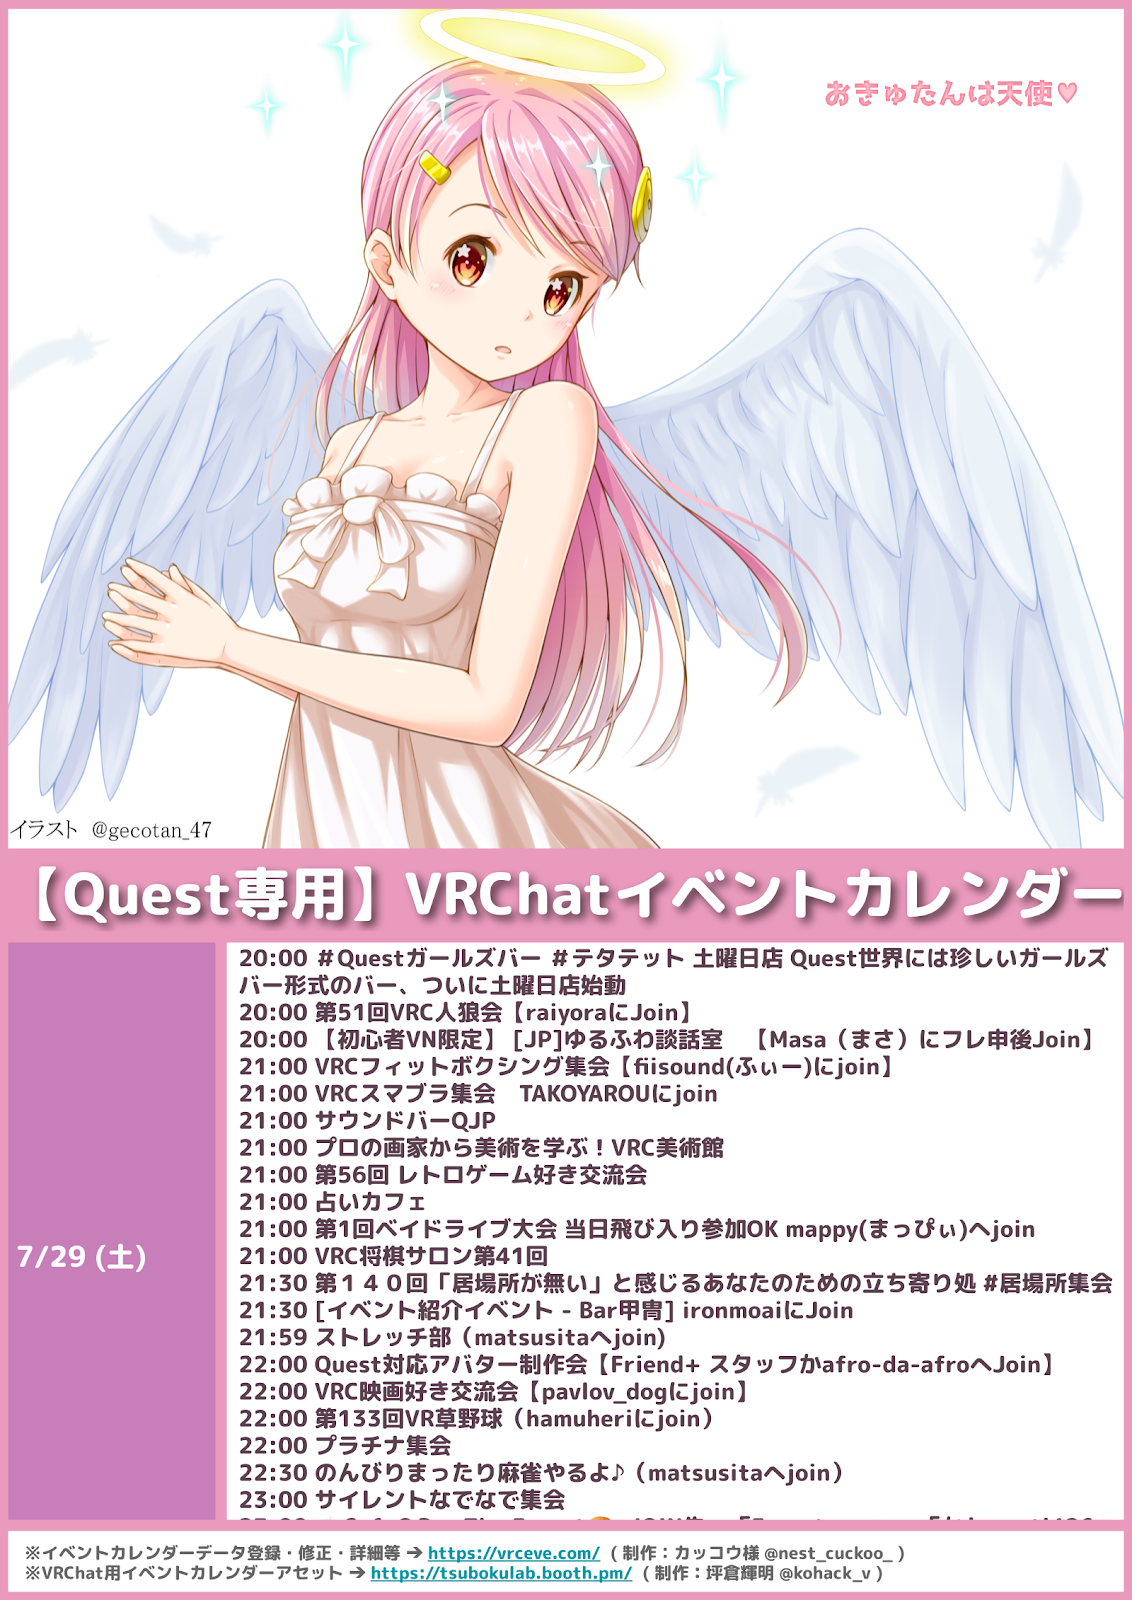 おきゅたんは天使♥
イラスト @gecotan_47
【Quest専用】VRChatイベントカレンダー
7/29 (土)
20:00 #Questガールズバー #テタテット 土曜日店 Quest世界には珍しいガールズ
バー形式のバー、ついに土曜日店始動
20:00 第51回VRC人狼会【raiyoraにJoin】
20:00 【初心者VN限定】 [JP]ゆるふわ談話室 【Masa（まさ）にフレ申後Join】
21:00 VRCフィットボクシング集会【fiisound(ふぃー)にjoin】
21:00 VRCスマブラ集会 TAKOYAROUにjoin
21:00 サウンドバーQJP
21:00 プロの画家から美術を学ぶ！VRC美術館
21:00 第56回 レトロゲーム好き交流会
21:00 占いカフェ
21:00 第1回ベイドライブ大会 当日飛び入り参加OK mappy(まっぴぃ)へjoin
21:00 VRC将棋サロン第41回
21:30 第１４０回「居場所が無い」と感じるあなたのための立ち寄り処 #居場所集会
21:30 [イベント紹介イベント - Bar甲冑] ironmoaiにJoin
21:59 ストレッチ部（matsusitaへjoin)
22:00 Quest対応アバター制作会【Friend+ スタッフかafro-da-afroへJoin】
22:00 VRC映画好き交流会【pavlov_dogにjoin】
22:00 第133回VR草野球（hamuheriにjoin）
22:00 プラチナ集会
22:30 のんびりまったり麻雀やるよ♪（matsusitaへjoin）
23:00 サイレントなでなで集会
※イベントカレンダーデータ登録・修正・詳細等 ➔ https://vrceve.com/ ( 制作：カッコウ様 @nest_cuckoo_ )
※VRChat用イベントカレンダーアセット ➔ https://tsubokulab.booth.pm/ ( 制作：坪倉輝明 @kohack_v )